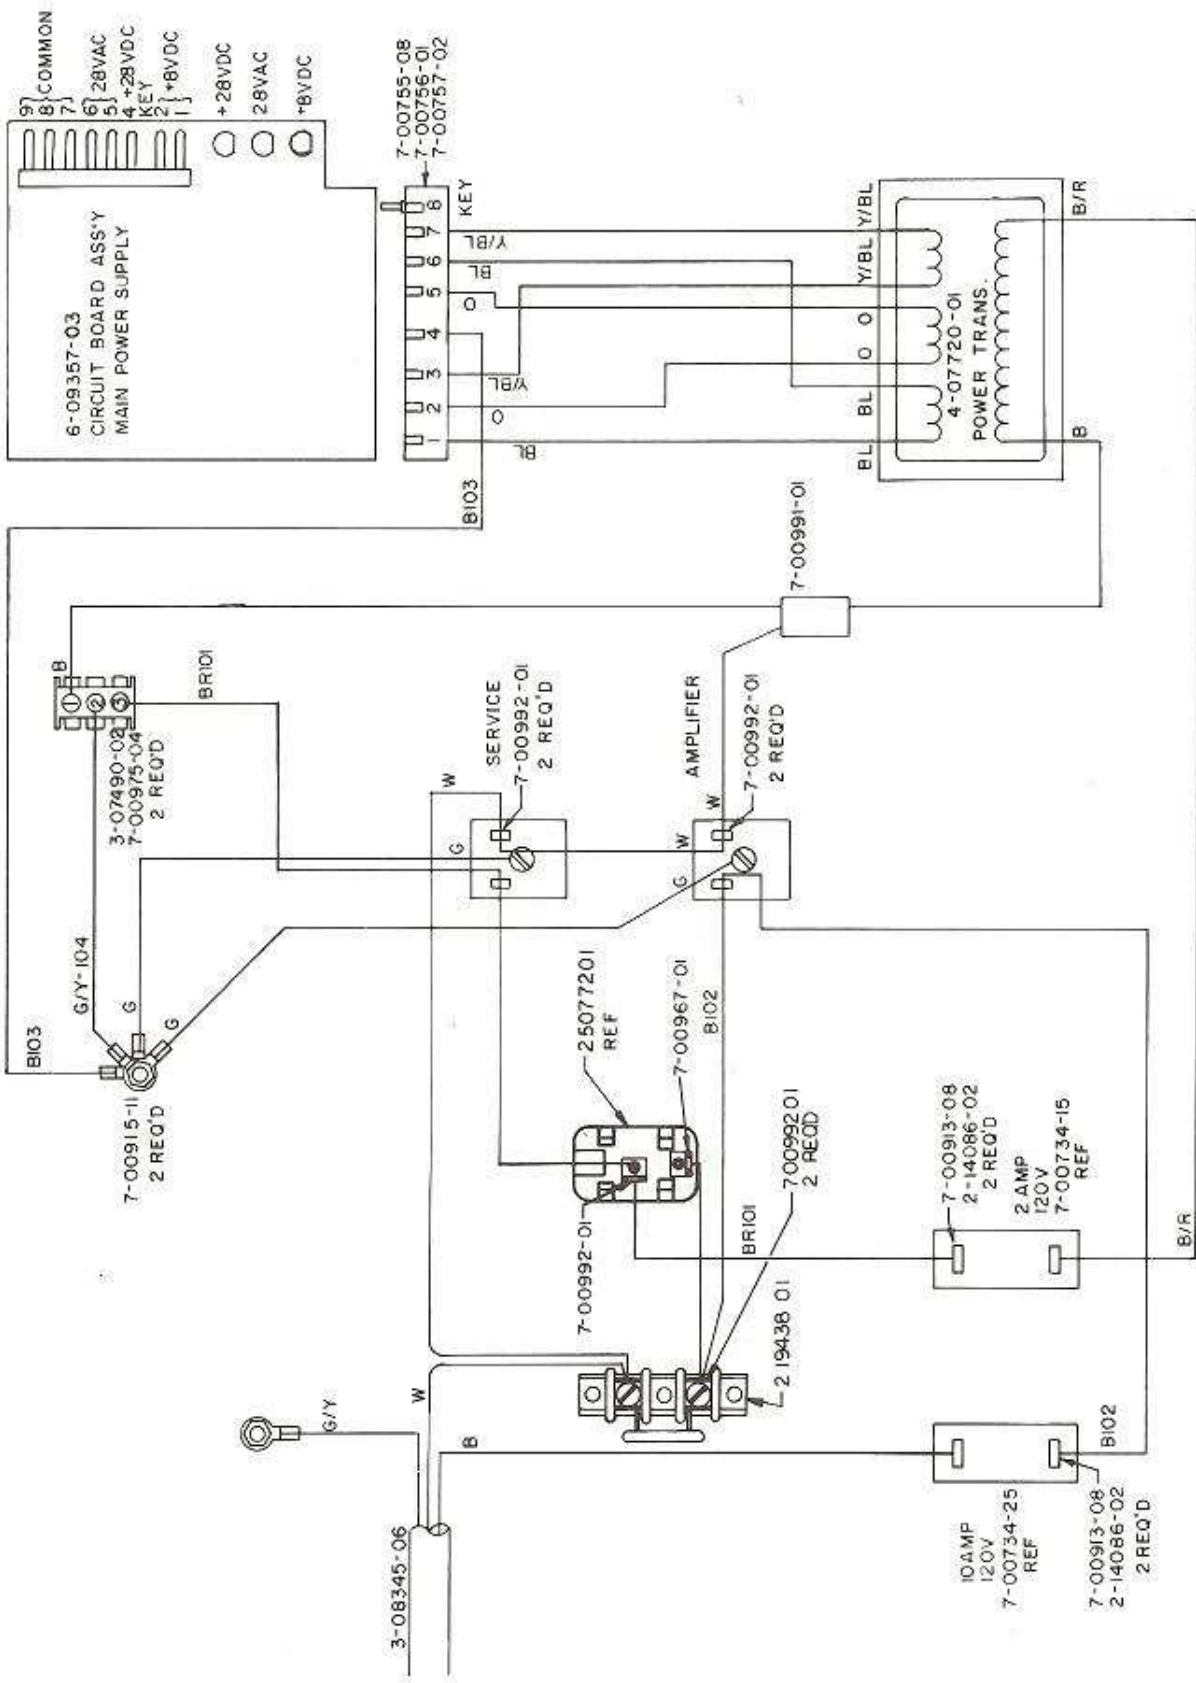 9
8 } COMMON
7
6 } 28VAC
5
4 +28VDC
KEY
2 } +8VDC
1
+28VDC
28VAC
+8VDC
6-09357-03
CIRCUIT BOARD ASS'Y
MAIN POWER SUPPLY
7-00755-08
7-00756-01
7-00757-02
1 2 3 4 5 6 7 8
KEY
BL
O
Y/BL
O
BL
Y/BL
B103
BL BL O O Y/BL Y/BL
4-07720-01
POWER TRANS.
B
B/R
B103
B
1
2
3
BR101
3-07490-02
7-00975-04
2 REQ'D
G/Y-104
G
G
7-00915-11
2 REQ'D
W
SERVICE
7-00992-01
2 REQ'D
G
AMPLIFIER
7-00992-01
2 REQ'D
W
W
G
7-00991-01
25077201
REF
7-00967-01
B102
7-00992-01
70099201
2 REQD
BR101
2 19438 01
7-00913-08
2-14086-02
2 REQ'D
2 AMP
120V
7-00734-15
REF
B/R
G/Y
W
B
3-08345-06
10AMP
120V
7-00734-25
REF
B102
7-00913-08
2-14086-02
2 REQ'D